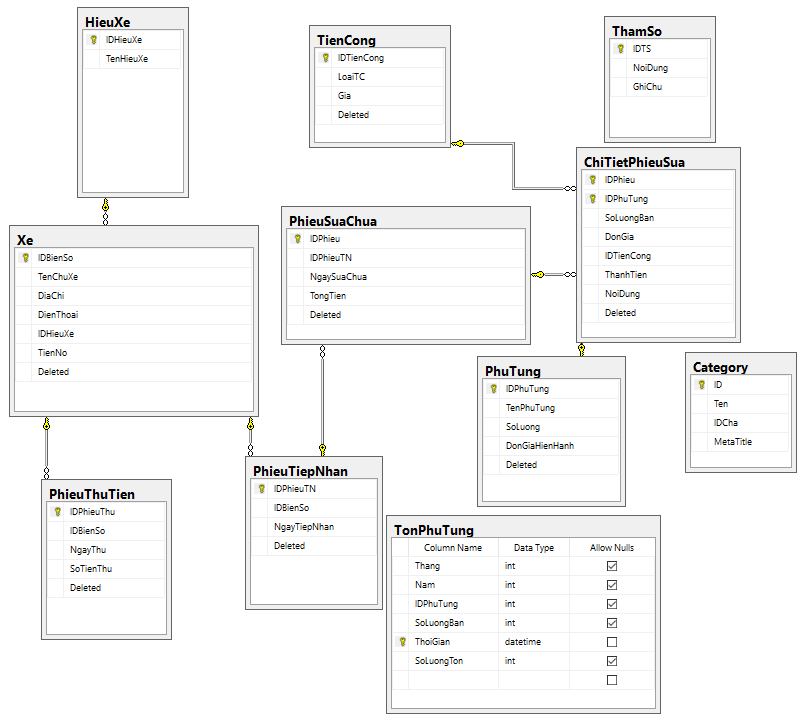 HieuXe
IDHieuXe
TenHieuXe
TienCong
IDTienCong
LoaiTC
Gia
Deleted
ThamSo
IDTS
NoiDung
GhiChu
ChiTietPhieuSua
IDPhieu
IDPhuTung
SoLuongBan
DonGia
IDTienCong
ThanhTien
NoiDung
Deleted
PhieuSuaChua
IDPhieu
IDPhieuTN
NgaySuaChua
TongTien
Deleted
Xe
IDBienSo
TenChuXe
DiaChi
DienThoai
IDHieuXe
TienNo
Deleted
PhuTung
IDPhuTung
TenPhuTung
SoLuong
DonGiaHienHanh
Deleted
Category
ID
Ten
IDCha
MetaTitle
PhieuThuTien
IDPhieuThu
IDBienSo
NgayThu
SoTienThu
Deleted
PhieuTiepNhan
IDPhieuTN
IDBienSo
NgayTiepNhan
Deleted
TonPhuTung
Column Name Data Type Allow Nulls
Thang int
Nam int
IDPhuTung int
SoLuongBan int
ThoiGian datetime
SoLuongTon int